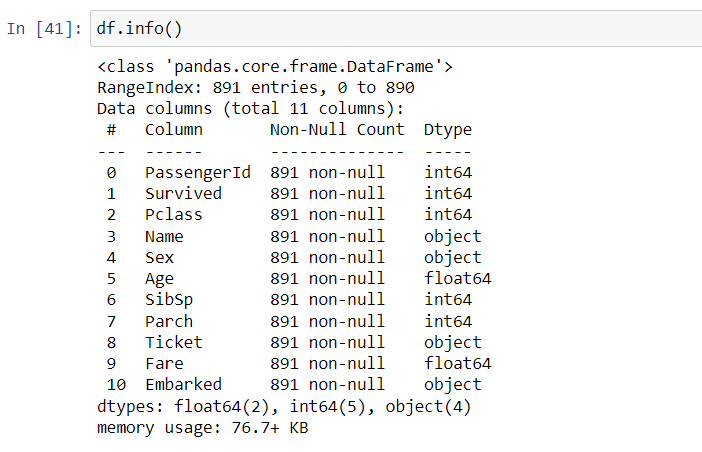 In [41]: df.info()
<class 'pandas.core.frame.DataFrame'>
RangeIndex: 891 entries, 0 to 890
Data columns (total 11 columns):
 #   Column       Non-Null Count  Dtype
---  ------       --------------  -----
 0   PassengerId  891 non-null    int64
 1   Survived     891 non-null    int64
 2   Pclass       891 non-null    int64
 3   Name         891 non-null    object
 4   Sex          891 non-null    object
 5   Age          891 non-null    float64
 6   SibSp        891 non-null    int64
 7   Parch        891 non-null    int64
 8   Ticket       891 non-null    object
 9   Fare         891 non-null    float64
 10  Embarked     891 non-null    object
dtypes: float64(2), int64(5), object(4)
memory usage: 76.7+ KB